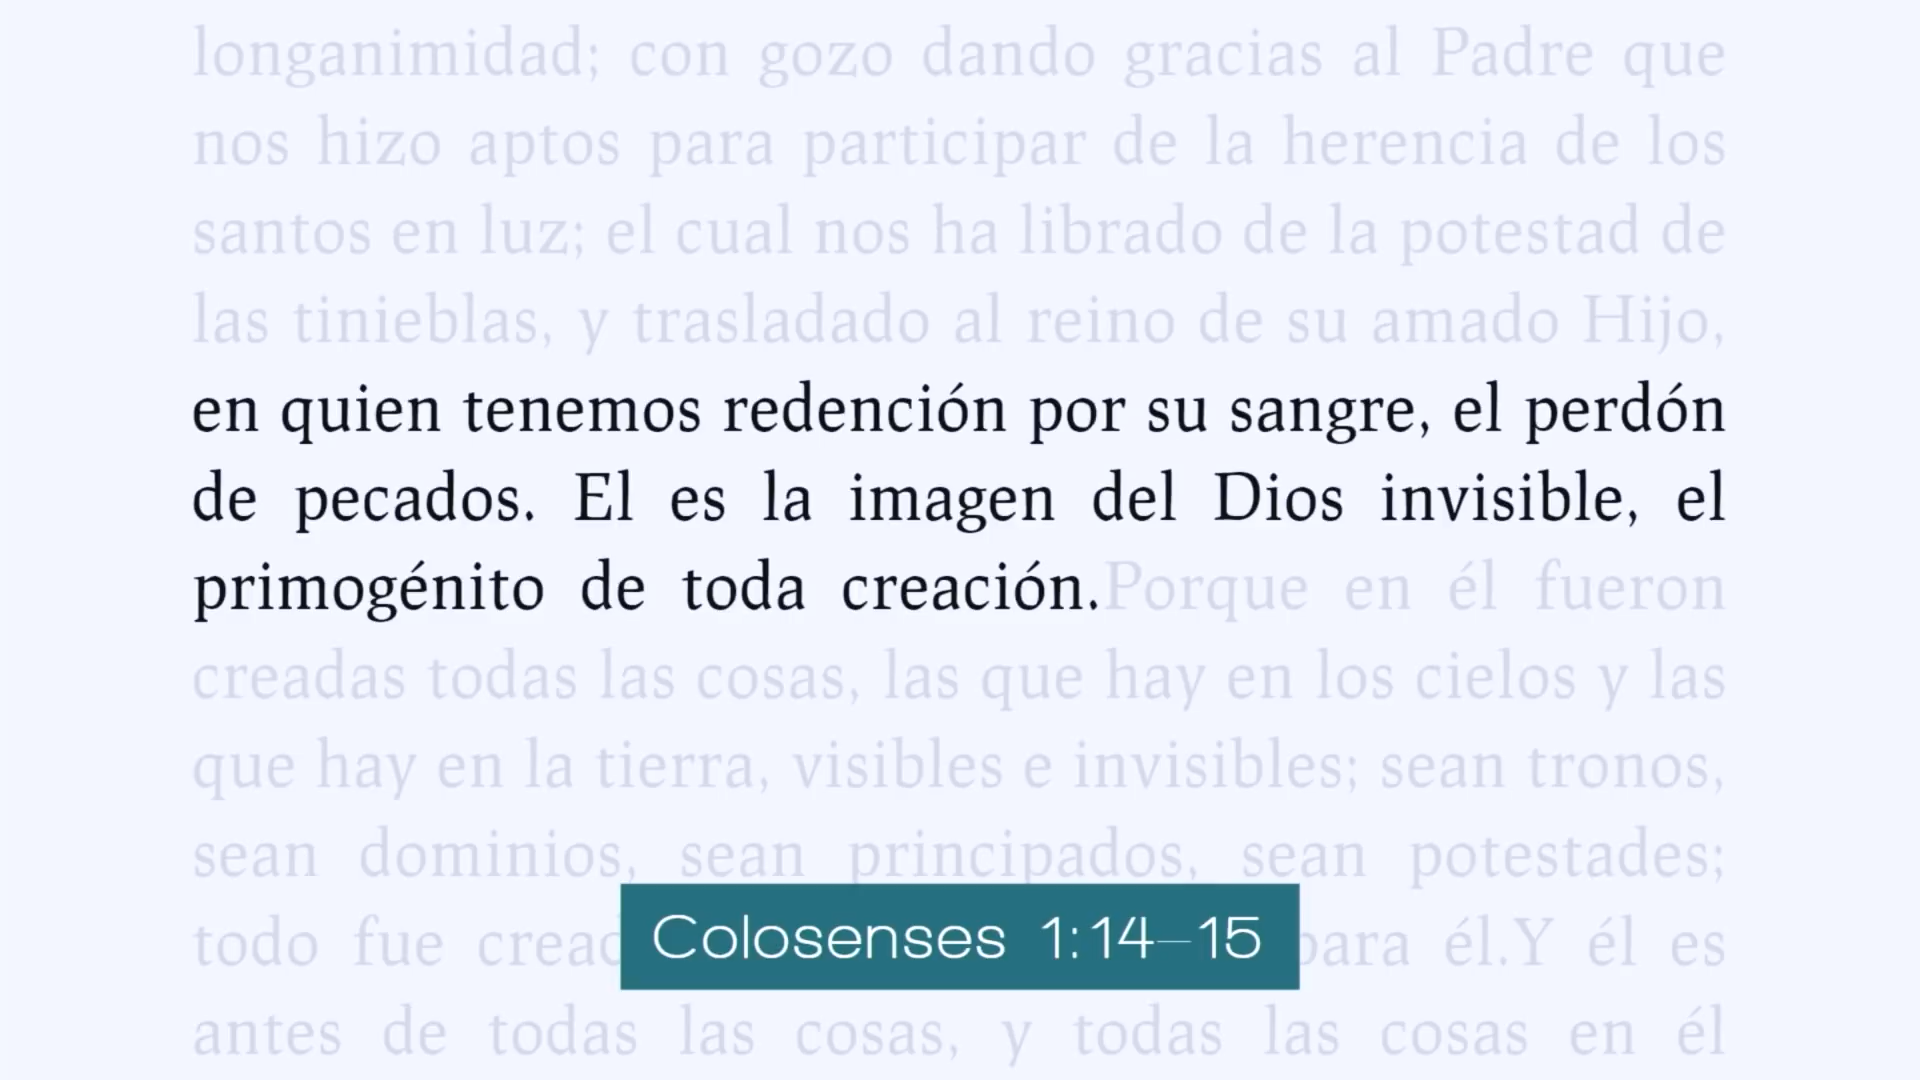 longanimidad; con gozo dando gracias al Padre que
nos hizo aptos para participar de la herencia de los
santos en luz; el cual nos ha librado de la potestad de
las tinieblas, y trasladado al reino de su amado Hijo,
en quien tenemos redención por su sangre, el perdón
de pecados. El es la imagen del Dios invisible, el
primogénito de toda creación.Porque en él fueron
creadas todas las cosas, las que hay en los cielos y las
que hay en la tierra, visibles e invisibles; sean tronos,
sean dominios, sean principados, sean potestades;
todo fue para él.Y él es
Colosenses 1:14–15
antes de todas las cosas, y todas las cosas en él